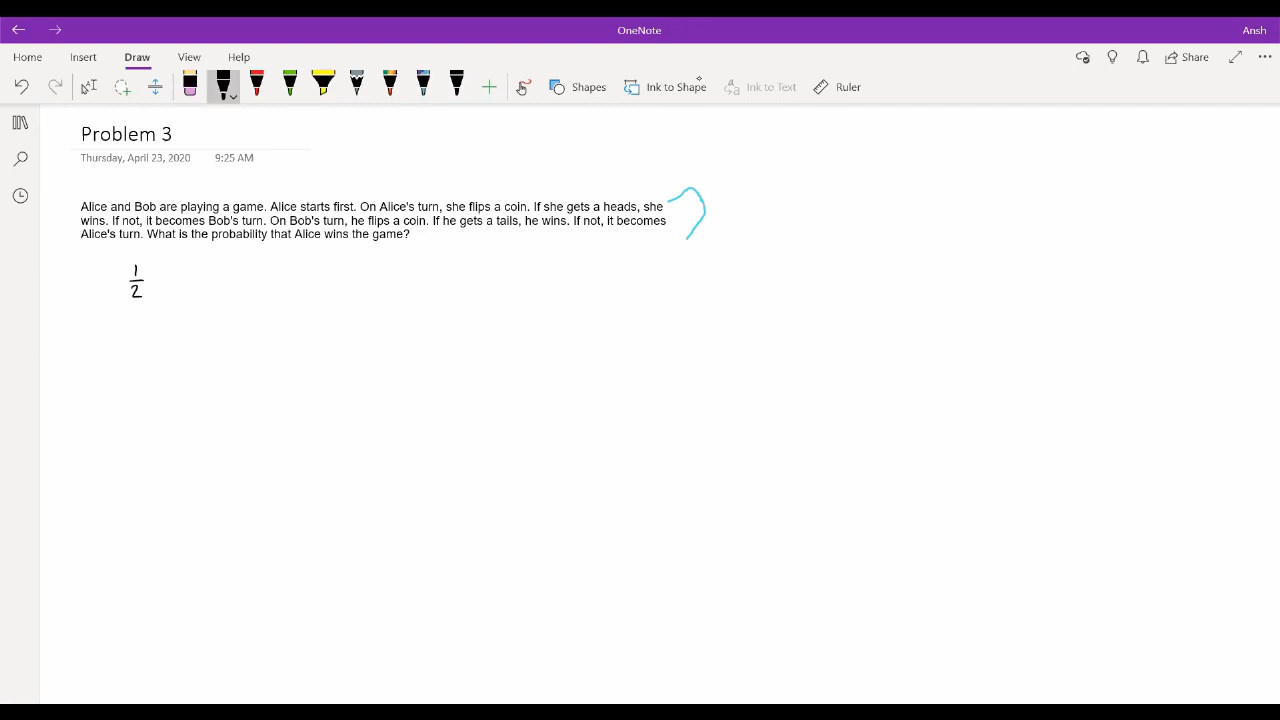 OneNote
Ansh
Home
Insert
Draw
View
Help
Share
Shapes
Ink to Shape
Ink to Text
Ruler
Problem 3
Thursday, April 23, 2020
9:25 AM
Alice and Bob are playing a game. Alice starts first. On Alice's turn, she flips a coin. If she gets a heads, she
wins. If not, it becomes Bob's turn. On Bob's turn, he flips a coin. If he gets a tails, he wins. If not, it becomes
Alice's turn. What is the probability that Alice wins the game?
1
2